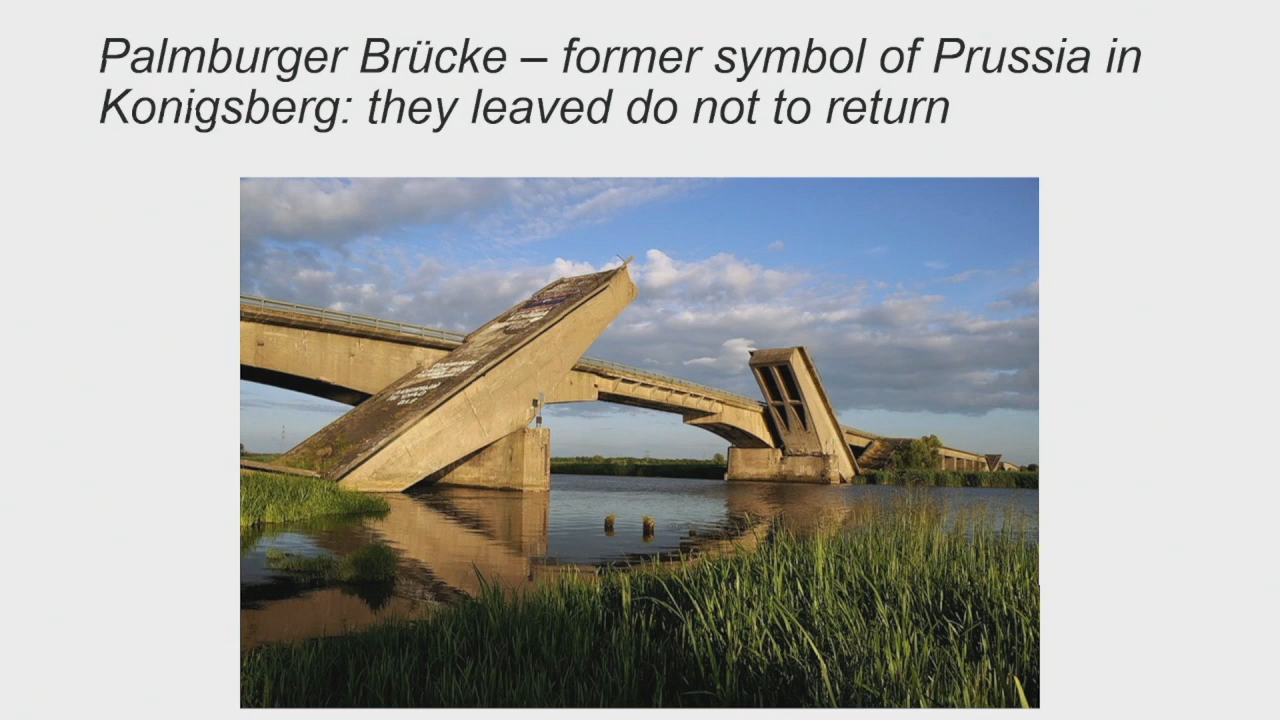 Palmburger Brücke – former symbol of Prussia in
Konigsberg: they leaved do not to return